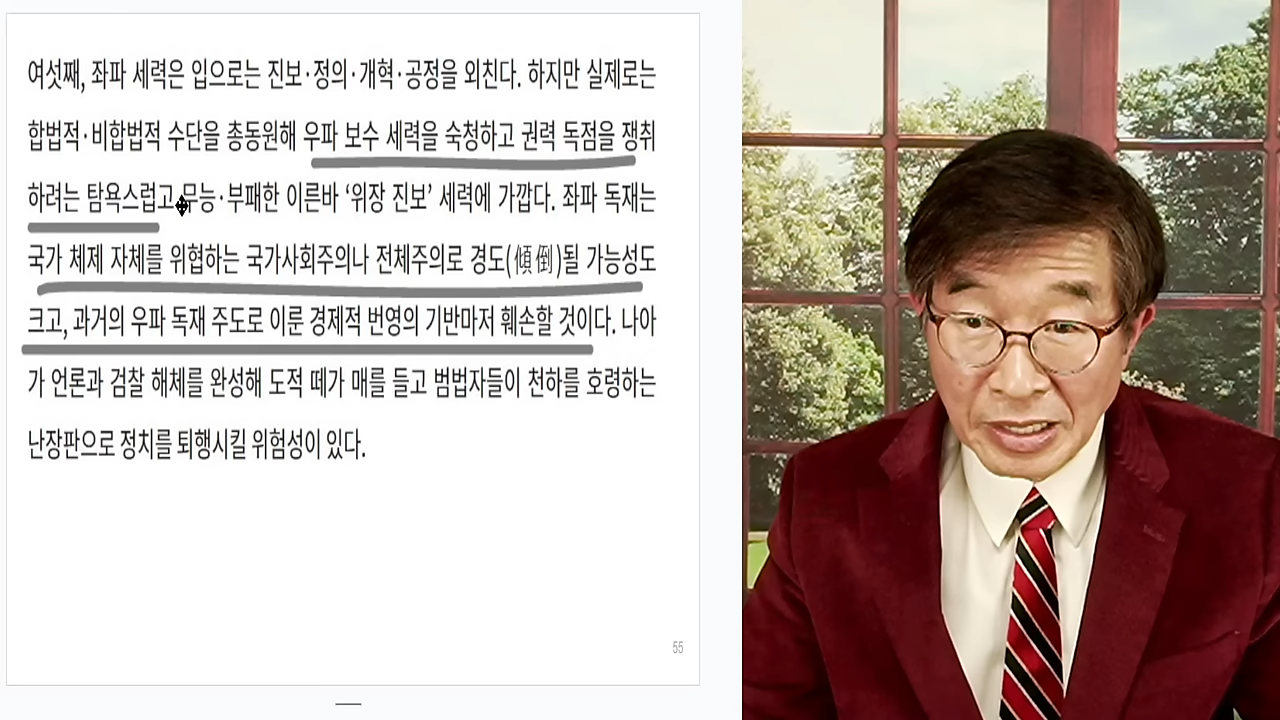 여섯째, 좌파 세력은 입으로는 진보·정의·개혁·공정을 외친다. 하지만 실제로는
합법적·비합법적 수단을 총동원해 우파 보수 세력을 숙청하고 권력 독점을 쟁취
하려는 탐욕스럽고 무능·부패한 이른바 ‘위장 진보’ 세력에 가깝다. 좌파 독재는
국가 체제 자체를 위협하는 국가사회주의나 전체주의로 경도(傾倒)될 가능성도
크고, 과거의 우파 독재 주도로 이룬 경제적 번영의 기반마저 훼손할 것이다. 나아
가 언론과 검찰 해체를 완성해 도적 떼가 매를 들고 범법자들이 천하를 호령하는
난장판으로 정치를 퇴행시킬 위험성이 있다.
55